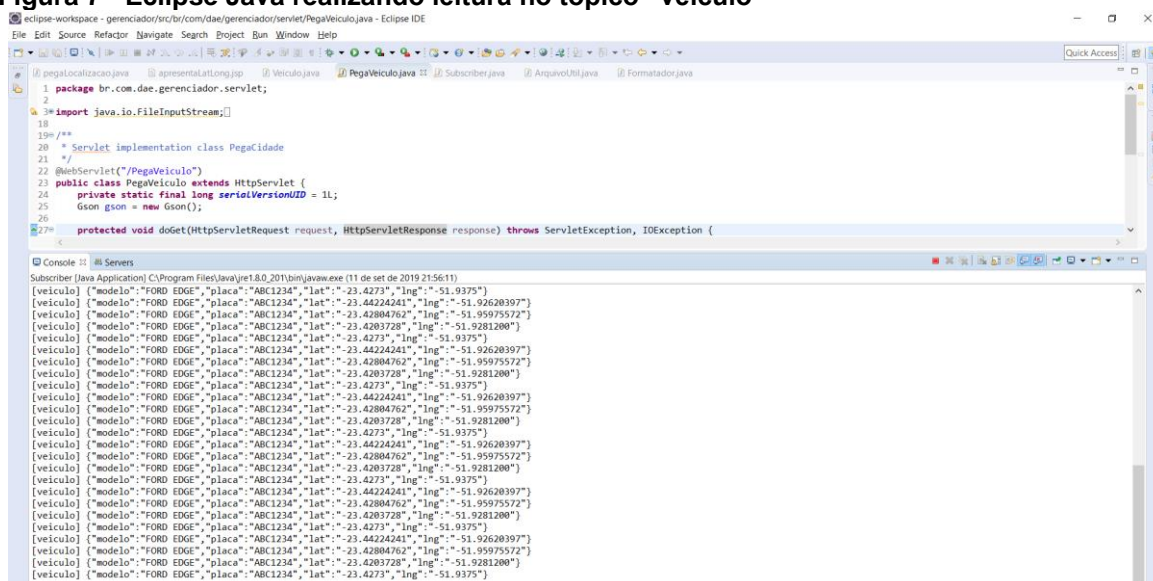 Figura 7 – Eclipse Java realizando leitura no tópico "veiculo"
eclipse-workspace - gerenciador/src/br/com/dae/gerenciador/servlet/PegaVeiculo.java - Eclipse IDE
File Edit Source Refactor Navigate Search Project Run Window Help
Quick Access
pegaLocalizacao.java apresentaLatLong.jsp Veiculo.java PegaVeiculo.java Subscriber.java ArquivoUtil.java Formatador.java
1 package br.com.dae.gerenciador.servlet;
2
3 import java.io.FileInputStream;
18
19 /**
20 * Servlet implementation class PegaCidade
21 */
22 @WebServlet("/PegaVeiculo")
23 public class PegaVeiculo extends HttpServlet {
24 private static final long serialVersionUID = 1L;
25 Gson gson = new Gson();
26
27 protected void doGet(HttpServletRequest request, HttpServletResponse response) throws ServletException, IOException {
Console Servers
Subscriber [Java Application] C:\Program Files\Java\jre1.8.0_201\bin\javaw.exe (11 de set de 2019 21:56:11)
[veiculo] {"modelo":"FORD EDGE","placa":"ABC1234","lat":"-23.4273","lng":"-51.9375"}
[veiculo] {"modelo":"FORD EDGE","placa":"ABC1234","lat":"-23.44224241","lng":"-51.92620397"}
[veiculo] {"modelo":"FORD EDGE","placa":"ABC1234","lat":"-23.42804762","lng":"-51.95975572"}
[veiculo] {"modelo":"FORD EDGE","placa":"ABC1234","lat":"-23.4203728","lng":"-51.9281200"}
[veiculo] {"modelo":"FORD EDGE","placa":"ABC1234","lat":"-23.4273","lng":"-51.9375"}
[veiculo] {"modelo":"FORD EDGE","placa":"ABC1234","lat":"-23.44224241","lng":"-51.92620397"}
[veiculo] {"modelo":"FORD EDGE","placa":"ABC1234","lat":"-23.42804762","lng":"-51.95975572"}
[veiculo] {"modelo":"FORD EDGE","placa":"ABC1234","lat":"-23.4203728","lng":"-51.9281200"}
[veiculo] {"modelo":"FORD EDGE","placa":"ABC1234","lat":"-23.4273","lng":"-51.9375"}
[veiculo] {"modelo":"FORD EDGE","placa":"ABC1234","lat":"-23.44224241","lng":"-51.92620397"}
[veiculo] {"modelo":"FORD EDGE","placa":"ABC1234","lat":"-23.42804762","lng":"-51.95975572"}
[veiculo] {"modelo":"FORD EDGE","placa":"ABC1234","lat":"-23.4203728","lng":"-51.9281200"}
[veiculo] {"modelo":"FORD EDGE","placa":"ABC1234","lat":"-23.4273","lng":"-51.9375"}
[veiculo] {"modelo":"FORD EDGE","placa":"ABC1234","lat":"-23.44224241","lng":"-51.92620397"}
[veiculo] {"modelo":"FORD EDGE","placa":"ABC1234","lat":"-23.42804762","lng":"-51.95975572"}
[veiculo] {"modelo":"FORD EDGE","placa":"ABC1234","lat":"-23.4203728","lng":"-51.9281200"}
[veiculo] {"modelo":"FORD EDGE","placa":"ABC1234","lat":"-23.4273","lng":"-51.9375"}
[veiculo] {"modelo":"FORD EDGE","placa":"ABC1234","lat":"-23.44224241","lng":"-51.92620397"}
[veiculo] {"modelo":"FORD EDGE","placa":"ABC1234","lat":"-23.42804762","lng":"-51.95975572"}
[veiculo] {"modelo":"FORD EDGE","placa":"ABC1234","lat":"-23.4203728","lng":"-51.9281200"}
[veiculo] {"modelo":"FORD EDGE","placa":"ABC1234","lat":"-23.4273","lng":"-51.9375"}
[veiculo] {"modelo":"FORD EDGE","placa":"ABC1234","lat":"-23.44224241","lng":"-51.92620397"}
[veiculo] {"modelo":"FORD EDGE","placa":"ABC1234","lat":"-23.42804762","lng":"-51.95975572"}
[veiculo] {"modelo":"FORD EDGE","placa":"ABC1234","lat":"-23.4203728","lng":"-51.9281200"}
[veiculo] {"modelo":"FORD EDGE","placa":"ABC1234","lat":"-23.4273","lng":"-51.9375"}